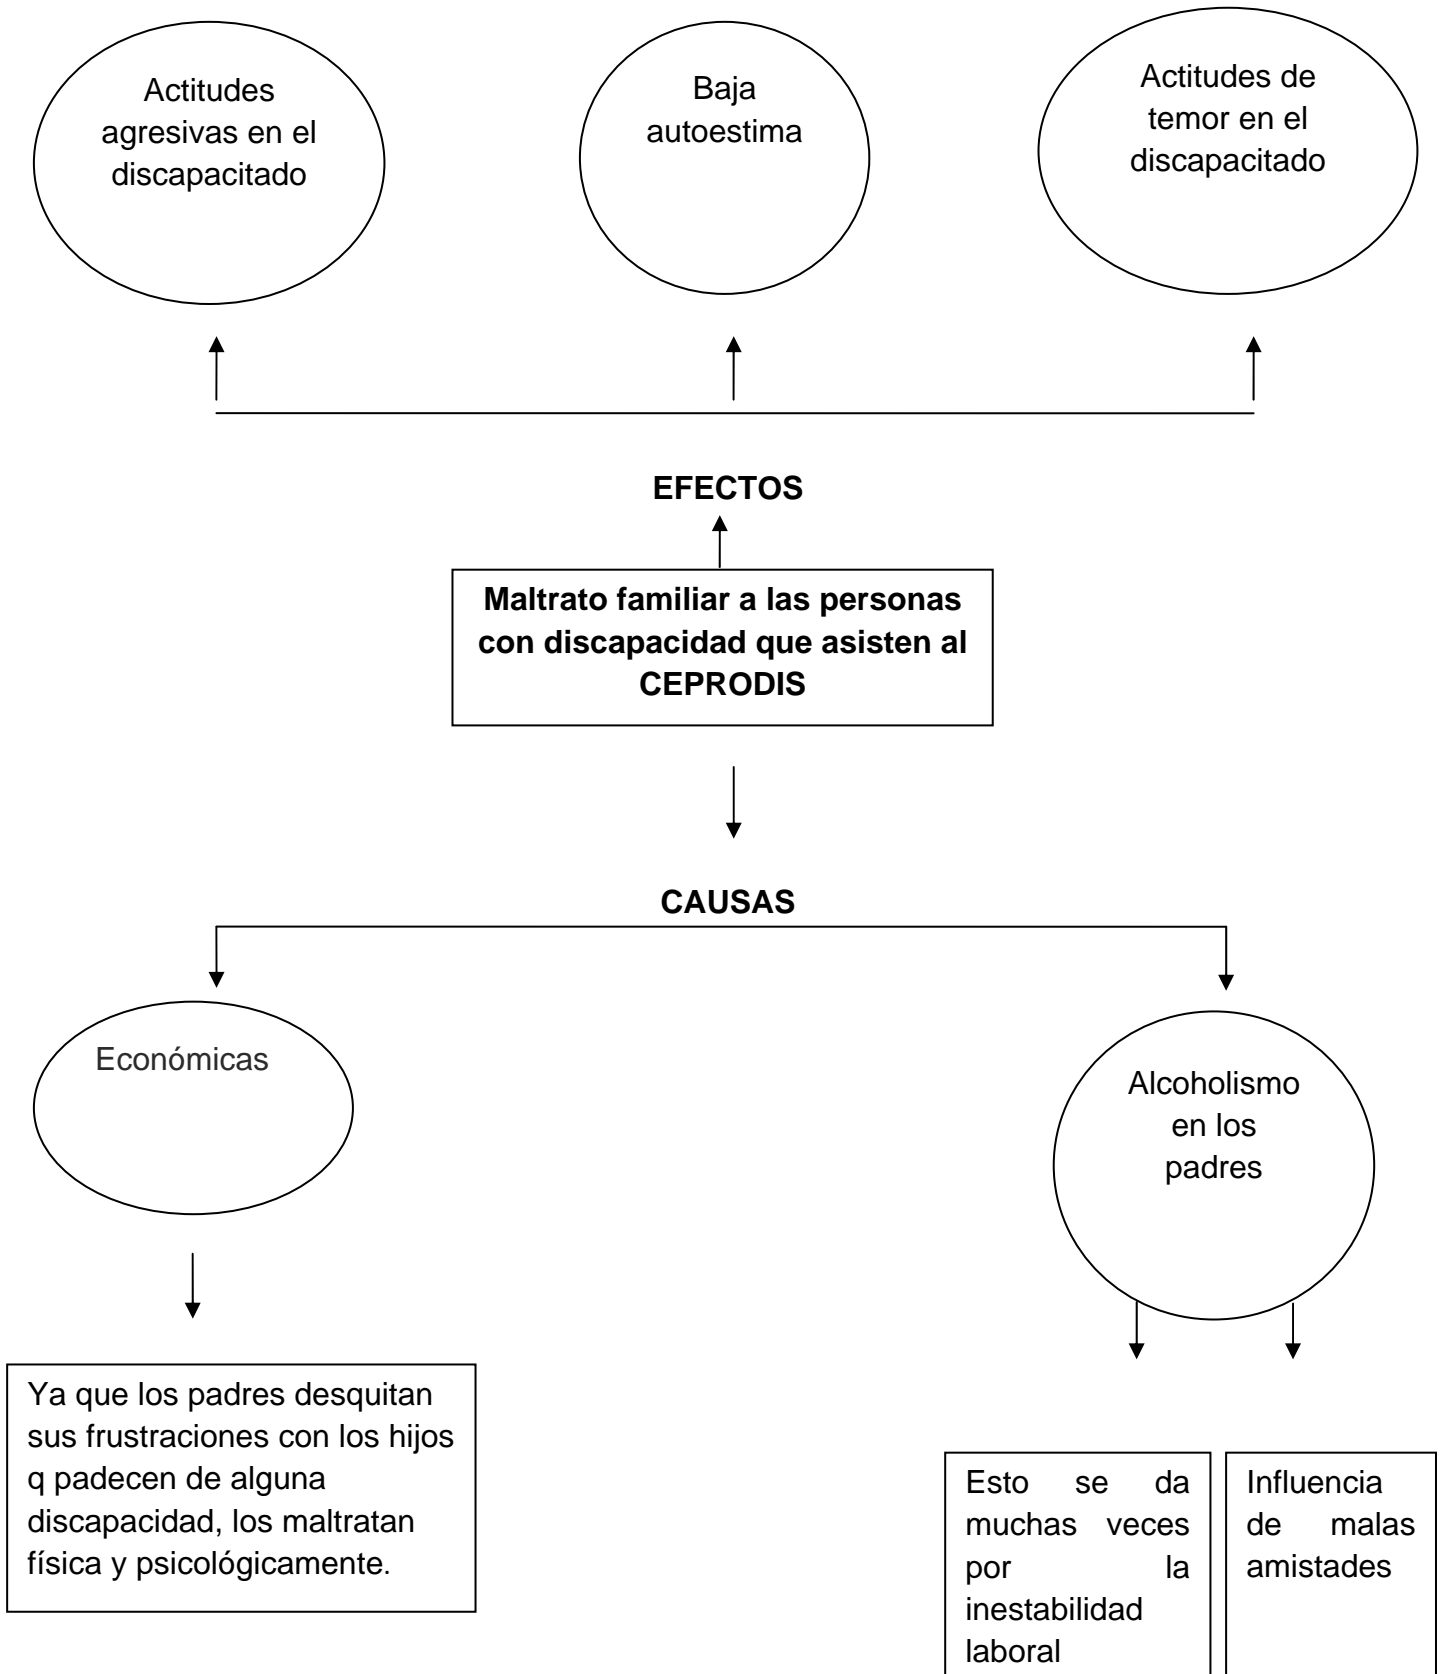 Actitudes
agresivas en el
discapacitado
Baja
autoestima
Actitudes de
temor en el
discapacitado
EFECTOS
Maltrato familiar a las personas
con discapacidad que asisten al
CEPRODIS
CAUSAS
Económicas
Alcoholismo
en los
padres
Ya que los padres desquitan
sus frustraciones con los hijos
q padecen de alguna
discapacidad, los maltratan
física y psicológicamente.
Esto se da
muchas veces
por la
inestabilidad
laboral
Influencia
de malas
amistades